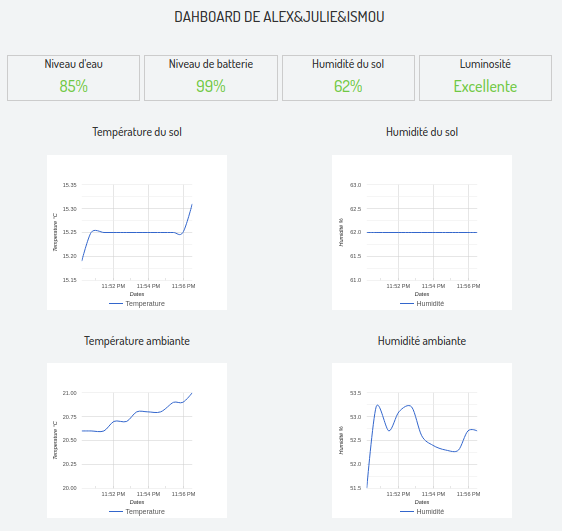 DAHBOARD DE ALEX&JULIE&ISMOU
Niveau d'eau
85%
Niveau de batterie
99%
Humidité du sol
62%
Luminosité
Excellente
Température du sol
15.35
15.30
15.25
15.20
15.15
Temperature °C
11:52 PM 11:54 PM 11:56 PM
Dates
Temperature
Humidité du sol
63.0
62.5
62.0
61.5
61.0
Humidité %
11:52 PM 11:54 PM 11:56 PM
Dates
Humidité
Température ambiante
21.00
20.75
20.50
20.25
20.00
Temperature °C
11:52 PM 11:54 PM 11:56 PM
Dates
Temperature
Humidité ambiante
53.5
53.0
52.5
52.0
51.5
Humidité %
11:52 PM 11:54 PM 11:56 PM
Dates
Humidité